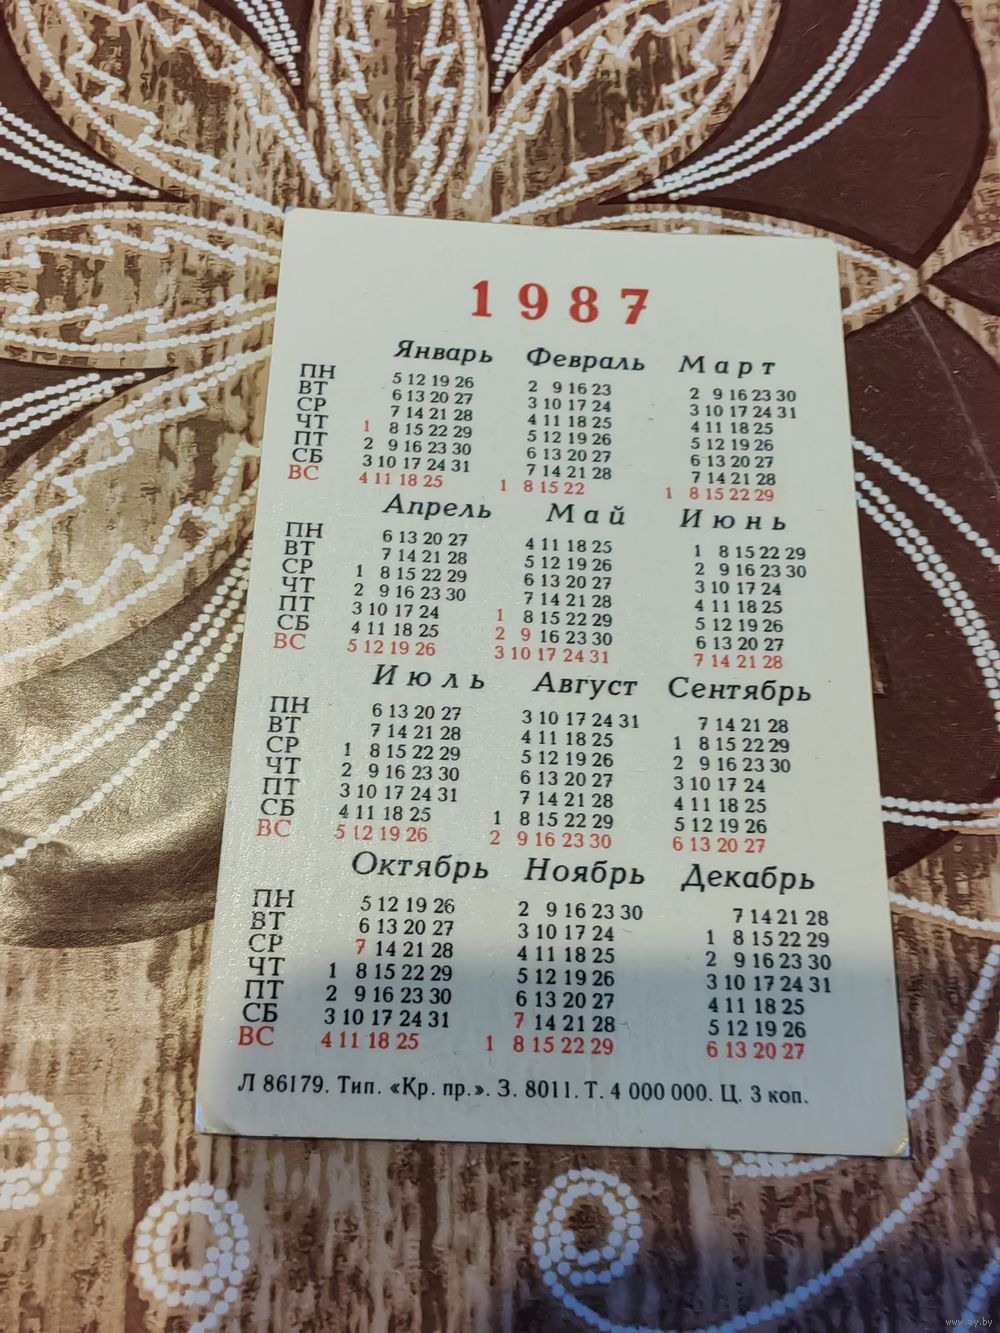 1987
Январь Февраль Март
ПН 5 12 19 26 2 9 16 23 2 9 16 23 30
ВТ 6 13 20 27 3 10 17 24 3 10 17 24 31
СР 7 14 21 28 4 11 18 25 4 11 18 25
ЧТ 1 8 15 22 29 5 12 19 26 5 12 19 26
ПТ 2 9 16 23 30 6 13 20 27 6 13 20 27
СБ 3 10 17 24 31 7 14 21 28 7 14 21 28
ВС 4 11 18 25 1 8 15 22 1 8 15 22 29
Апрель Май Июнь
ПН 6 13 20 27 4 11 18 25 1 8 15 22 29
ВТ 7 14 21 28 5 12 19 26 2 9 16 23 30
СР 1 8 15 22 29 6 13 20 27 3 10 17 24
ЧТ 2 9 16 23 30 7 14 21 28 4 11 18 25
ПТ 3 10 17 24 1 8 15 22 29 5 12 19 26
СБ 4 11 18 25 2 9 16 23 30 6 13 20 27
ВС 5 12 19 26 3 10 17 24 31 7 14 21 28
Июль Август Сентябрь
ПН 6 13 20 27 3 10 17 24 31 7 14 21 28
ВТ 7 14 21 28 4 11 18 25 1 8 15 22 29
СР 1 8 15 22 29 5 12 19 26 2 9 16 23 30
ЧТ 2 9 16 23 30 6 13 20 27 3 10 17 24
ПТ 3 10 17 24 31 7 14 21 28 4 11 18 25
СБ 4 11 18 25 1 8 15 22 29 5 12 19 26
ВС 5 12 19 26 2 9 16 23 30 6 13 20 27
Октябрь Ноябрь Декабрь
ПН 5 12 19 26 2 9 16 23 30 7 14 21 28
ВТ 6 13 20 27 3 10 17 24 1 8 15 22 29
СР 7 14 21 28 4 11 18 25 2 9 16 23 30
ЧТ 1 8 15 22 29 5 12 19 26 3 10 17 24 31
ПТ 2 9 16 23 30 6 13 20 27 4 11 18 25
СБ 3 10 17 24 31 7 14 21 28 5 12 19 26
ВС 4 11 18 25 1 8 15 22 29 6 13 20 27
Л 86179. Тип. «Кр. пр.». З. 8011. Т. 4 000 000. Ц. 3 коп.
www.ay.by